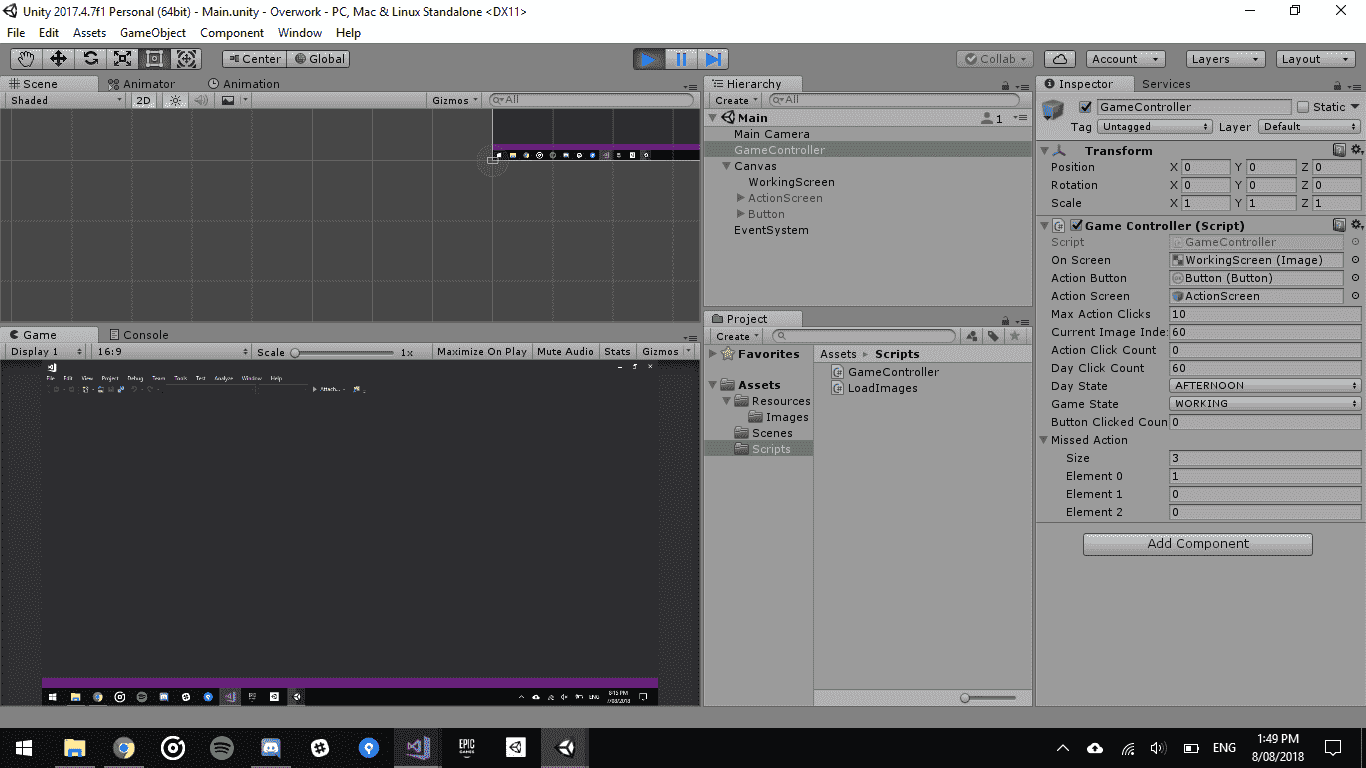 Unity 2017.4.7f1 Personal (64bit) - Main.unity - Overwork - PC, Mac & Linux Standalone <DX11>
File Edit Assets GameObject Component Window Help
Center Global Collab Account Layers Layout
Scene Animator Animation
Shaded 2D Gizmos All
Hierarchy
Create All
Main 1
Main Camera
GameController
Canvas
WorkingScreen
ActionScreen
Button
EventSystem
Inspector Services
GameController Static
Tag Untagged Layer Default
Transform
Position X 0 Y 0 Z 0
Rotation X 0 Y 0 Z 0
Scale X 1 Y 1 Z 1
Game Controller (Script)
Script GameController
On Screen WorkingScreen (Image)
Action Button Button (Button)
Action Screen ActionScreen
Max Action Clicks 10
Current Image Inde: 60
Action Click Count 0
Day Click Count 60
Day State AFTERNOON
Game State WORKING
Button Clicked Coun 0
Missed Action
Size 3
Element 0 1
Element 1 0
Element 2 0
Add Component
Game Console
Display 1 16:9 Scale 1x Maximize On Play Mute Audio Stats Gizmos
File Edit View Project Debug Team Tools Test Analyze Window Help
Attach...
ENG 8:15 PM
7/08/2018
Project
Create
Favorites
Assets
Resources
Images
Scenes
Scripts
Assets Scripts
GameController
LoadImages
EPIC
GAMES
ENG
1:49 PM
8/08/2018